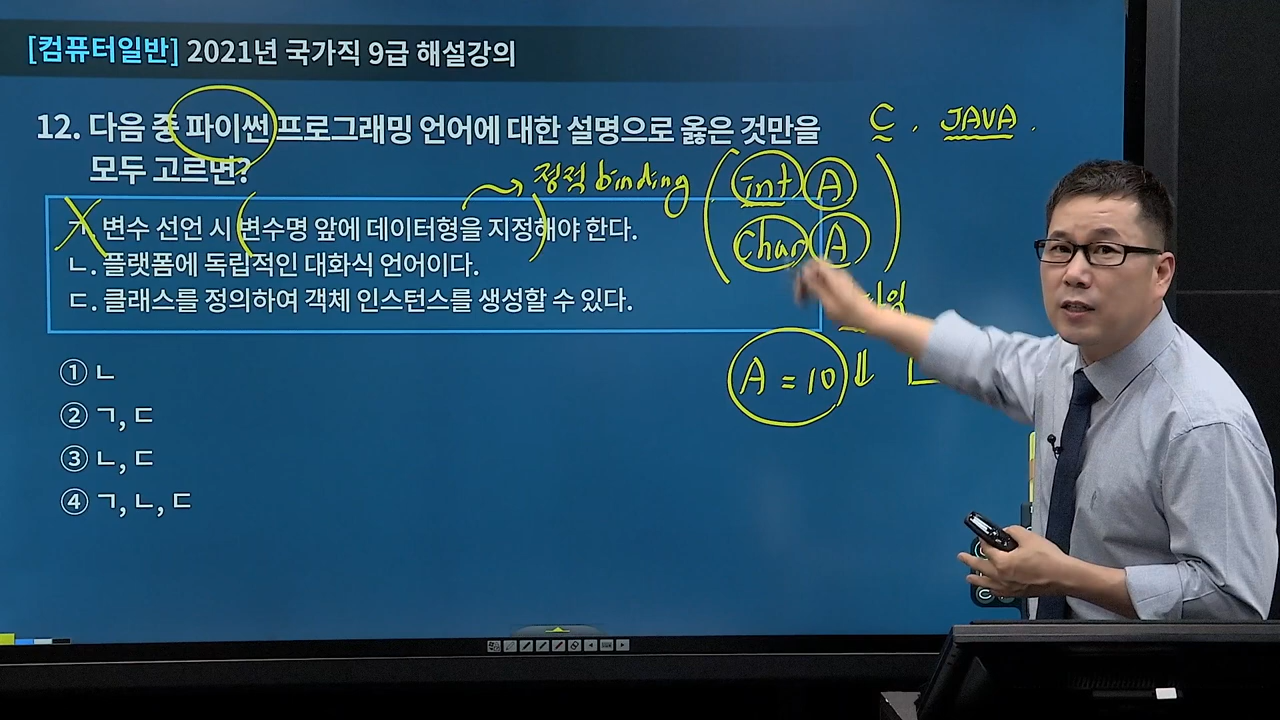 [컴퓨터일반] 2021년 국가직 9급 해설강의
12. 다음 중 파이썬 프로그래밍 언어에 대한 설명으로 옳은 것만을
모두 고르면?
C. JAVA.
정적 binding
int A
char A
ㄱ. 변수 선언 시 변수명 앞에 데이터형을 지정해야 한다.
ㄴ. 플랫폼에 독립적인 대화식 언어이다.
ㄷ. 클래스를 정의하여 객체 인스턴스를 생성할 수 있다.
A = 10
① ㄴ
② ㄱ, ㄷ
③ ㄴ, ㄷ
④ ㄱ, ㄴ, ㄷ